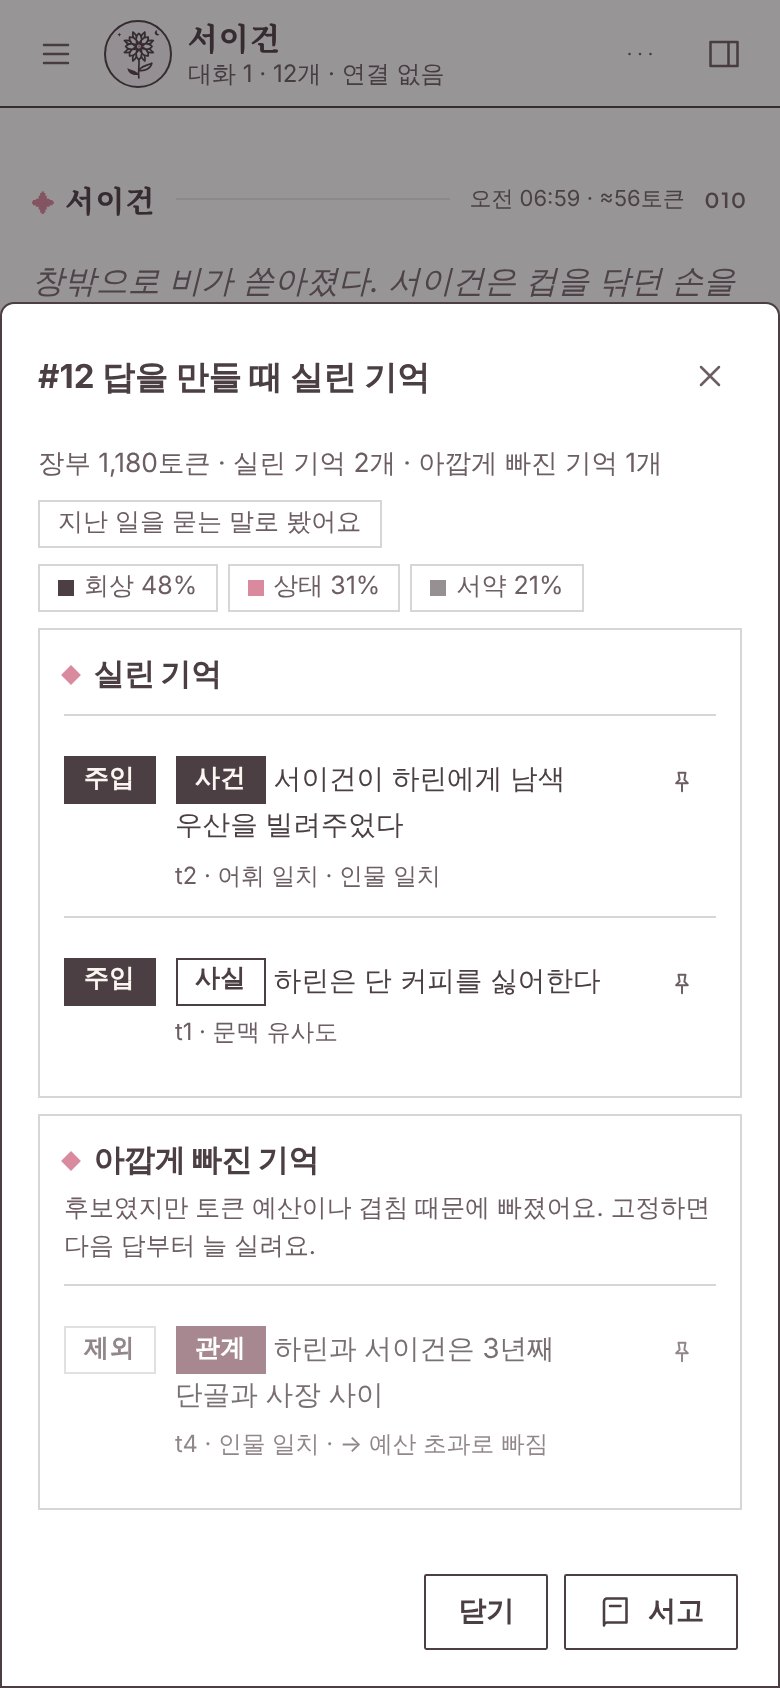 서이건
대화 1 · 12개 · 연결 없음
서이건
오전 06:59 · ≈56토큰 010
창밖으로 비가 쏟아졌다. 서이건은 컵을 닦던 손을
#12 답을 만들 때 실린 기억
장부 1,180토큰 · 실린 기억 2개 · 아깝게 빠진 기억 1개
지난 일을 묻는 말로 봤어요
회상 48% 상태 31% 서약 21%
실린 기억
주입 사건 서이건이 하린에게 남색
우산을 빌려주었다
t2 · 어휘 일치 · 인물 일치
주입 사실 하린은 단 커피를 싫어한다
t1 · 문맥 유사도
아깝게 빠진 기억
후보였지만 토큰 예산이나 겹침 때문에 빠졌어요. 고정하면
다음 답부터 늘 실려요.
제외 관계 하린과 서이건은 3년째
단골과 사장 사이
t4 · 인물 일치 · → 예산 초과로 빠짐
닫기 서고